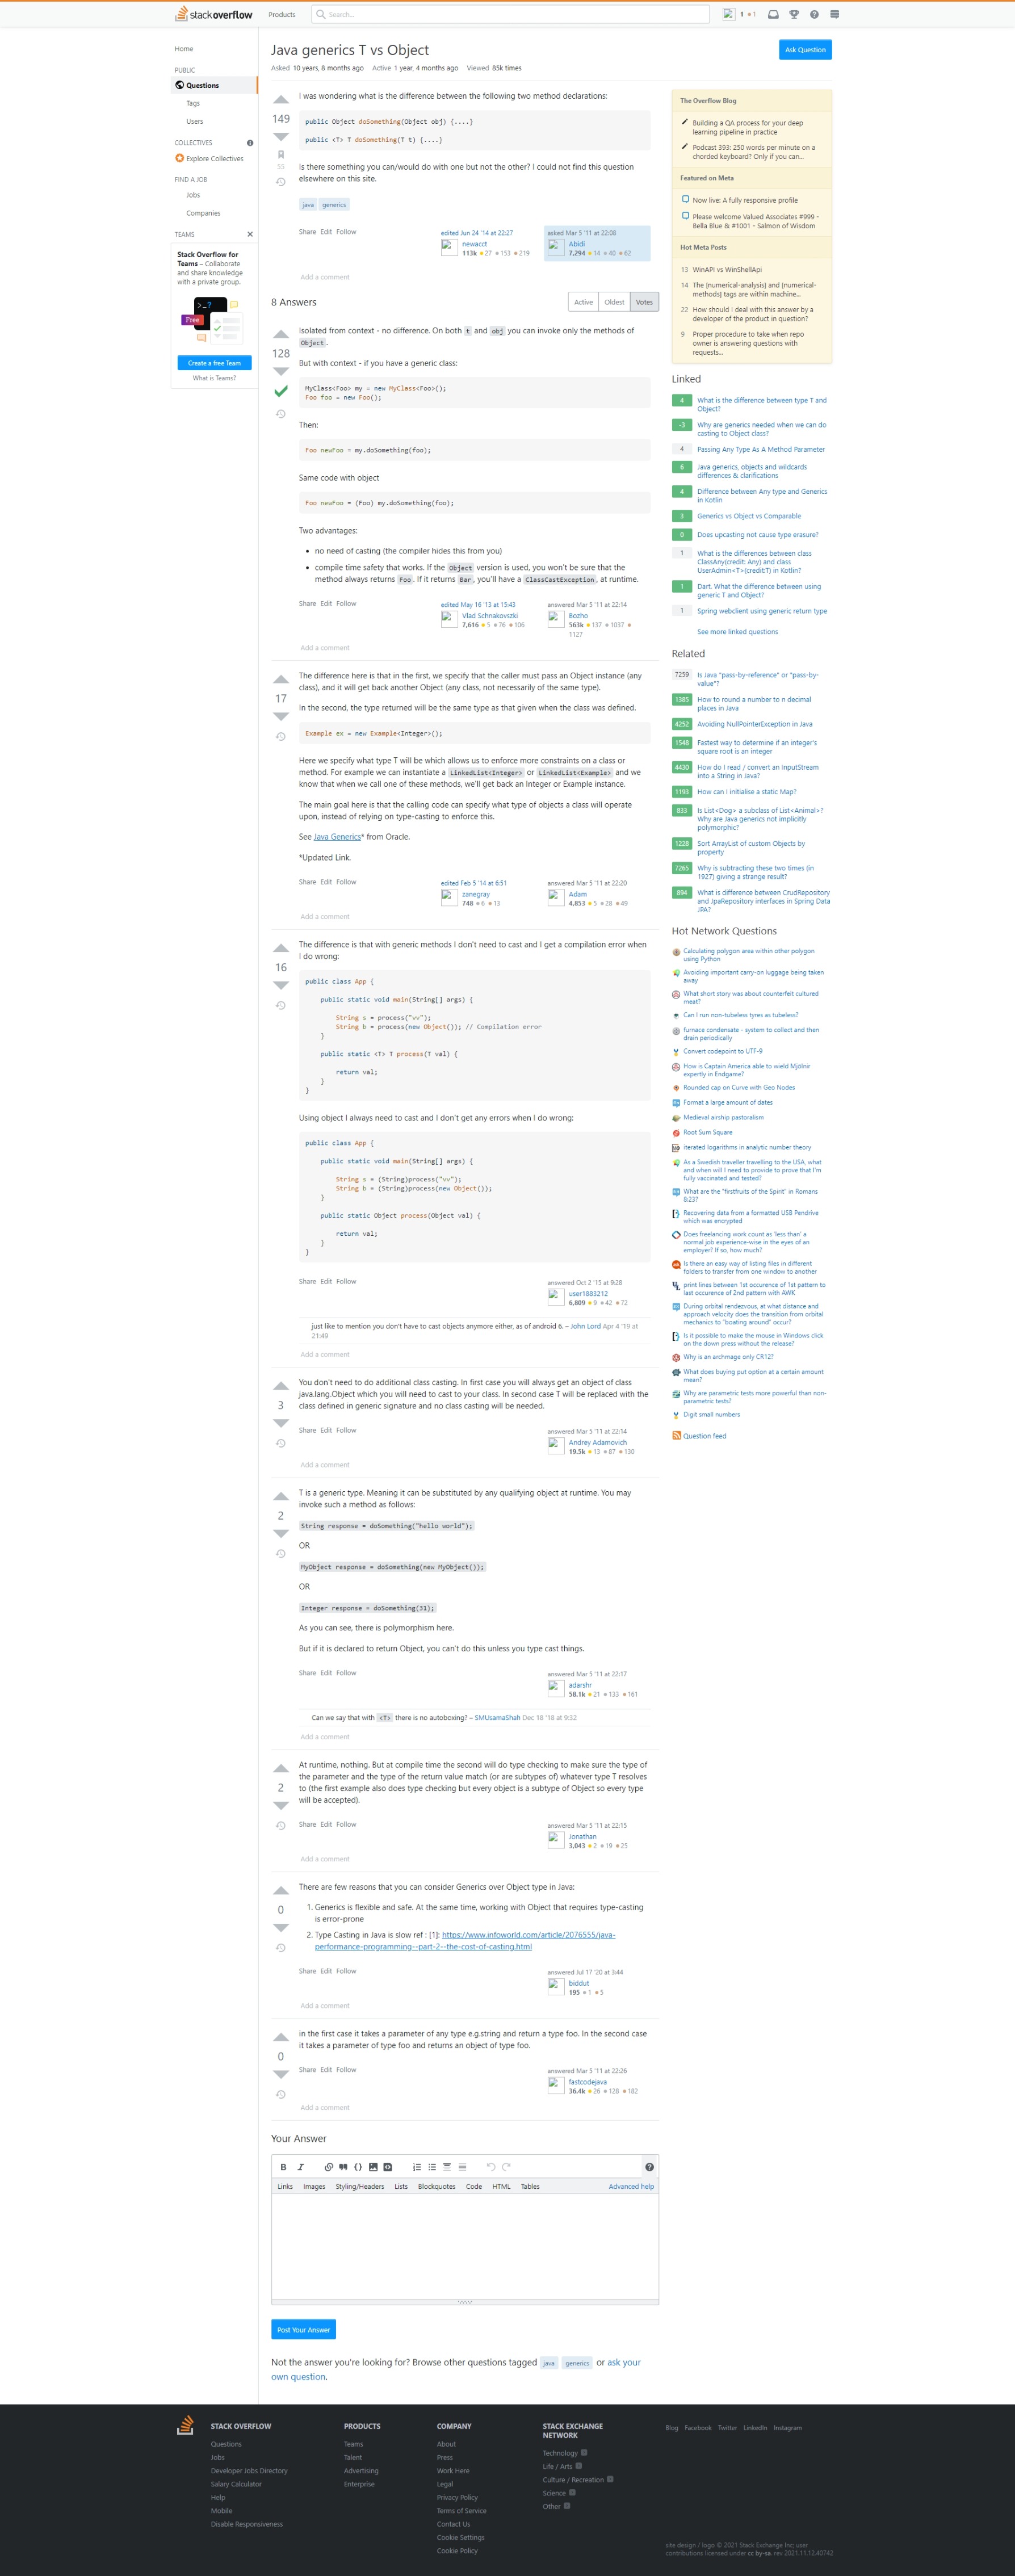 stack overflow
Products
Search...
1 1
Home
PUBLIC
Questions
Tags
Users
COLLECTIVES
Explore Collectives
FIND A JOB
Jobs
Companies
TEAMS
Stack Overflow for
Teams – Collaborate
and share knowledge
with a private group.
>_?
Free
Create a free Team
What is Teams?
Java generics T vs Object
Ask Question
Asked 10 years, 8 months ago Active 1 year, 4 months ago Viewed 85k times
149
55
I was wondering what is the difference between the following two method declarations:
public Object doSomething(Object obj) {....}
public <T> T doSomething(T t) {....}
Is there something you can/would do with one but not the other? I could not find this question
elsewhere on this site.
java generics
Share Edit Follow
edited Jun 24 '14 at 22:27
newacct
113k 27 153 219
asked Mar 5 '11 at 22:08
Abidi
7,294 14 40 62
Add a comment
8 Answers
Active Oldest Votes
128
Isolated from context - no difference. On both t and obj you can invoke only the methods of
Object.
But with context - if you have a generic class:
MyClass<Foo> my = new MyClass<Foo>();
Foo foo = new Foo();
Then:
Foo newFoo = my.doSomething(foo);
Same code with object
Foo newFoo = (Foo) my.doSomething(foo);
Two advantages:
• no need of casting (the compiler hides this from you)
• compile time safety that works. If the Object version is used, you won't be sure that the
method always returns Foo. If it returns Bar, you'll have a ClassCastException, at runtime.
Share Edit Follow
edited May 16 '13 at 15:43
Vlad Schnakovszki
7,616 5 76 106
answered Mar 5 '11 at 22:14
Bozho
563k 137 1037
1127
Add a comment
17
The difference here is that in the first, we specify that the caller must pass an Object instance (any
class), and it will get back another Object (any class, not necessarily of the same type).
In the second, the type returned will be the same type as that given when the class was defined.
Example ex = new Example<Integer>();
Here we specify what type T will be which allows us to enforce more constraints on a class or
method. For example we can instantiate a LinkedList<Integer> or LinkedList<Example> and we
know that when we call one of these methods, we'll get back an Integer or Example instance.
The main goal here is that the calling code can specify what type of objects a class will operate
upon, instead of relying on type-casting to enforce this.
See Java Generics* from Oracle.
*Updated Link.
Share Edit Follow
edited Feb 5 '14 at 6:51
zanegray
748 6 13
answered Mar 5 '11 at 22:20
Adam
4,853 5 28 49
Add a comment
16
The difference is that with generic methods I don't need to cast and I get a compilation error when
I do wrong:
public class App {
public static void main(String[] args) {
String s = process("vv");
String b = process(new Object()); // Compilation error
}
public static <T> T process(T val) {
return val;
}
}
Using object I always need to cast and I don't get any errors when I do wrong:
public class App {
public static void main(String[] args) {
String s = (String)process("vv");
String b = (String)process(new Object());
}
public static Object process(Object val) {
return val;
}
}
Share Edit Follow
answered Oct 2 '15 at 9:28
user1883212
6,809 9 42 72
just like to mention you don't have to cast objects anymore either, as of android 6. – John Lord Apr 4 '19 at
21:49
Add a comment
3
You don't need to do additional class casting. In first case you will always get an object of class
java.lang.Object which you will need to cast to your class. In second case T will be replaced with the
class defined in generic signature and no class casting will be needed.
Share Edit Follow
answered Mar 5 '11 at 22:14
Andrey Adamovich
19.5k 13 87 130
Add a comment
2
T is a generic type. Meaning it can be substituted by any qualifying object at runtime. You may
invoke such a method as follows:
String response = doSomething("hello world");
OR
MyObject response = doSomething(new MyObject());
OR
Integer response = doSomething(31);
As you can see, there is polymorphism here.
But if it is declared to return Object, you can't do this unless you type cast things.
Share Edit Follow
answered Mar 5 '11 at 22:17
adarshr
58.1k 21 133 161
Can we say that with <T> there is no autoboxing? – SMUsamaShah Dec 18 '18 at 9:32
Add a comment
2
At runtime, nothing. But at compile time the second will do type checking to make sure the type of
the parameter and the type of the return value match (or are subtypes of) whatever type T resolves
to (the first example also does type checking but every object is a subtype of Object so every type
will be accepted).
Share Edit Follow
answered Mar 5 '11 at 22:15
Jonathan
3,043 2 19 25
Add a comment
0
There are few reasons that you can consider Generics over Object type in Java:
1. Generics is flexible and safe. At the same time, working with Object that requires type-casting
is error-prone
2. Type Casting in Java is slow ref : [1]: https://www.infoworld.com/article/2076555/java-
performance-programming--part-2--the-cost-of-casting.html
Share Edit Follow
answered Jul 17 '20 at 3:44
biddut
195 1 5
Add a comment
0
in the first case it takes a parameter of any type e.g.string and return a type foo. In the second case
it takes a parameter of type foo and returns an object of type foo.
Share Edit Follow
answered Mar 5 '11 at 22:26
fastcodejava
36.4k 26 128 182
Add a comment
Your Answer
B I
Links Images Styling/Headers Lists Blockquotes Code HTML Tables Advanced help
Post Your Answer
Not the answer you're looking for? Browse other questions tagged java generics or ask your
own question.
The Overflow Blog
Building a QA process for your deep
learning pipeline in practice
Podcast 393: 250 words per minute on a
chorded keyboard? Only if you can...
Featured on Meta
Now live: A fully responsive profile
Please welcome Valued Associates #999 -
Bella Blue & #1001 - Salmon of Wisdom
Hot Meta Posts
13 WinAPI vs WinShellApi
14 The [numerical-analysis] and [numerical-
methods] tags are within machine...
22 How should I deal with this answer by a
developer of the product in question?
9 Proper procedure to take when repo
owner is answering questions with
requests...
Linked
4 What is the difference between type T and
Object?
-3 Why are generics needed when we can do
casting to Object class?
4 Passing Any Type As A Method Parameter
6 Java generics, objects and wildcards
differences & clarifications
4 Difference between Any type and Generics
in Kotlin
3 Generics vs Object vs Comparable
0 Does upcasting not cause type erasure?
1 What is the differences between class
ClassAny(credit: Any) and class
UserAdmin<T>(credit:T) in Kotlin?
1 Dart. What the difference between using
generic T and Object?
1 Spring webclient using generic return type
See more linked questions
Related
7259 Is Java "pass-by-reference" or "pass-by-
value"?
1385 How to round a number to n decimal
places in Java
4252 Avoiding NullPointerException in Java
1548 Fastest way to determine if an integer's
square root is an integer
4430 How do I read / convert an InputStream
into a String in Java?
1193 How can I initialise a static Map?
833 Is List<Dog> a subclass of List<Animal>?
Why are Java generics not implicitly
polymorphic?
1228 Sort ArrayList of custom Objects by
property
7265 Why is subtracting these two times (in
1927) giving a strange result?
894 What is difference between CrudRepository
and JpaRepository interfaces in Spring Data
JPA?
Hot Network Questions
Calculating polygon area within other polygon
using Python
Avoiding important carry-on luggage being taken
away
What short story was about counterfeit cultured
meat?
Can I run non-tubeless tyres as tubeless?
furnace condensate - system to collect and then
drain periodically
Convert codepoint to UTF-9
How is Captain America able to wield Mjölnir
expertly in Endgame?
Rounded cap on Curve with Geo Nodes
Format a large amount of dates
Medieval airship pastoralism
Root Sum Square
iterated logarithms in analytic number theory
As a Swedish traveller travelling to the USA, what
and when will I need to provide to prove that I'm
fully vaccinated and tested?
What are the "firstfruits of the Spirit" in Romans
8:23?
Recovering data from a formatted USB Pendrive
which was encrypted
Does freelancing work count as 'less than' a
normal job experience-wise in the eyes of an
employer? If so, how much?
Is there an easy way of listing files in different
folders to transfer from one window to another
print lines between 1st occurence of 1st pattern to
last occurence of 2nd pattern with AWK
During orbital rendezvous, at what distance and
approach velocity does the transition from orbital
mechanics to "boating around" occur?
Is it possible to make the mouse in Windows click
on the down press without the release?
Why is an archmage only CR12?
What does buying put option at a certain amount
mean?
Why are parametric tests more powerful than non-
parametric tests?
Digit small numbers
Question feed
STACK OVERFLOW
Questions
Jobs
Developer Jobs Directory
Salary Calculator
Help
Mobile
Disable Responsiveness
PRODUCTS
Teams
Talent
Advertising
Enterprise
COMPANY
About
Press
Work Here
Legal
Privacy Policy
Terms of Service
Contact Us
Cookie Settings
Cookie Policy
STACK EXCHANGE
NETWORK
Technology
Life / Arts
Culture / Recreation
Science
Other
Blog Facebook Twitter LinkedIn Instagram
site design / logo © 2021 Stack Exchange Inc; user
contributions licensed under cc by-sa. rev 2021.11.12.40742